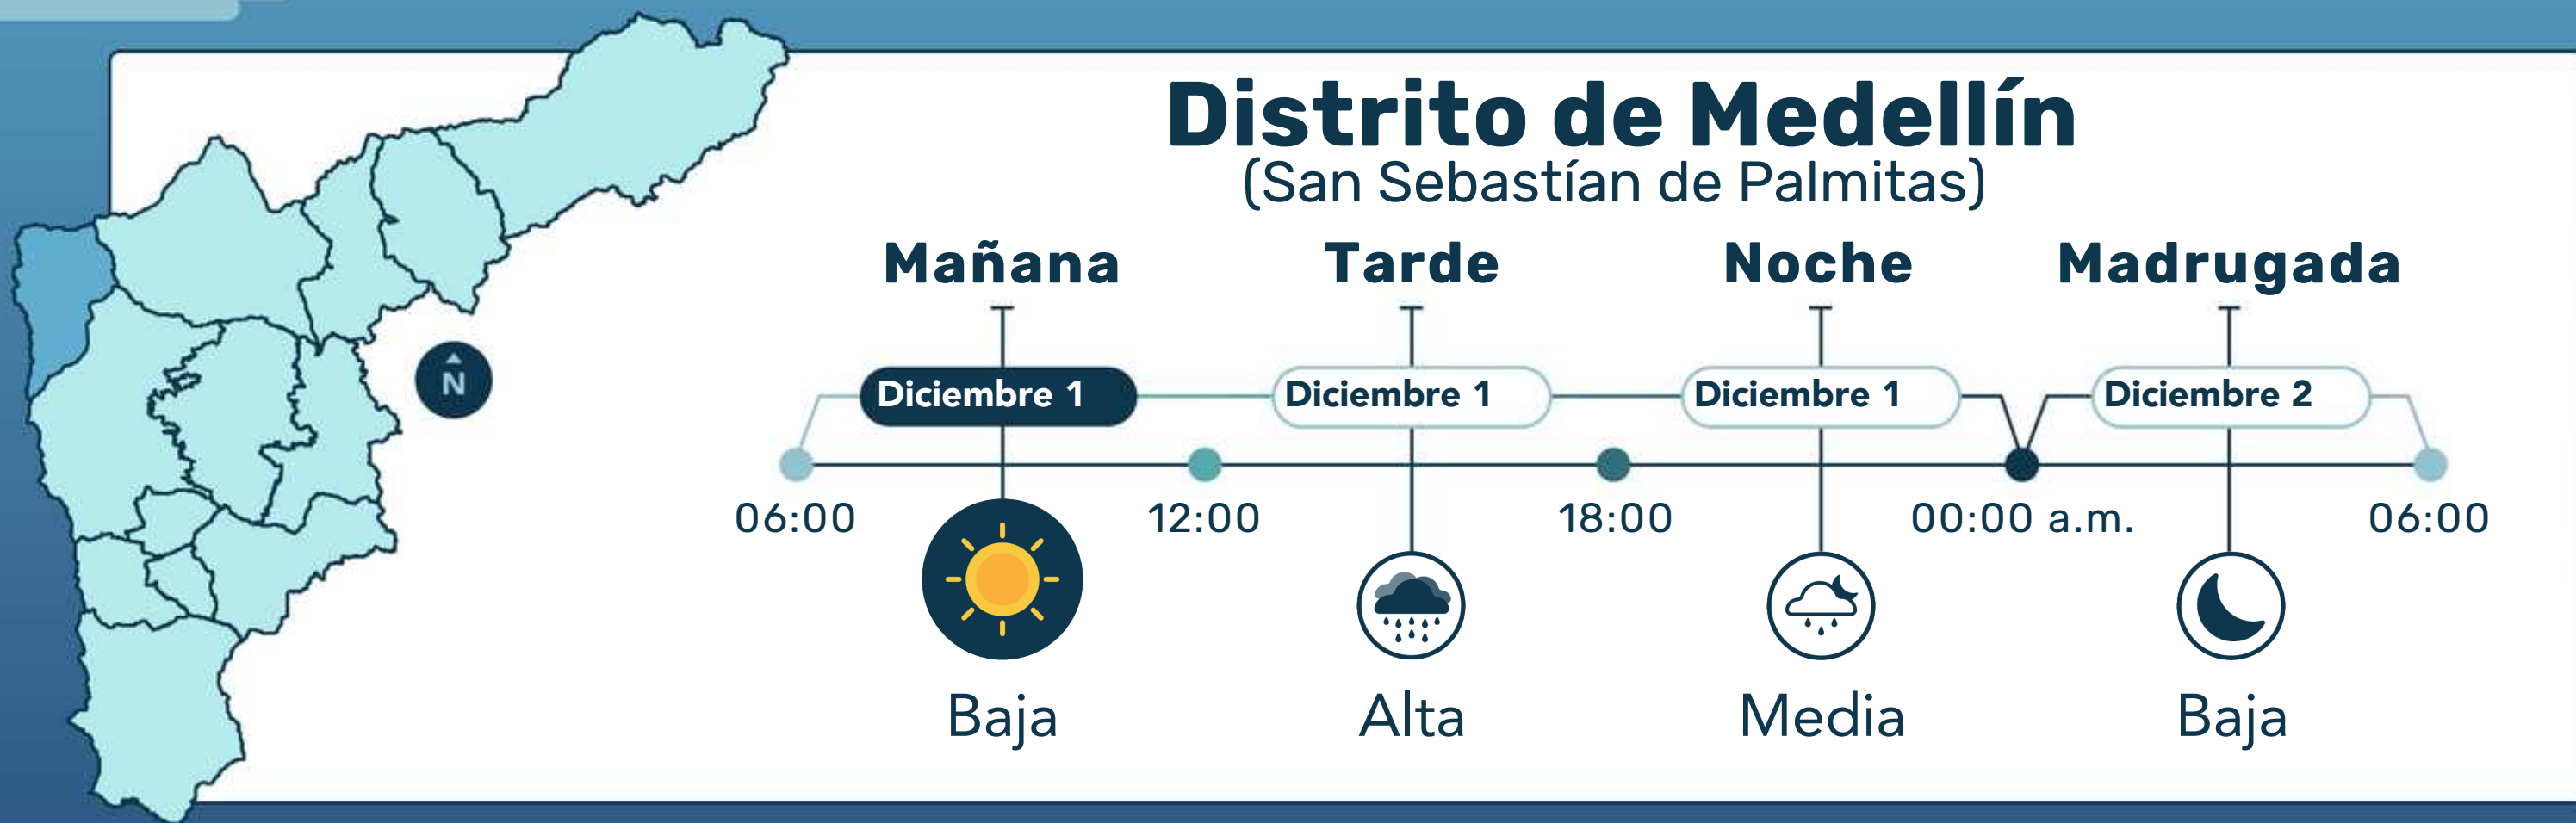 Distrito de Medellín
(San Sebastían de Palmitas)
Mañana Tarde Noche Madrugada
Diciembre 1 Diciembre 1 Diciembre 1 Diciembre 2
N
06:00 12:00 18:00 00:00 a.m. 06:00
Baja Alta Media Baja